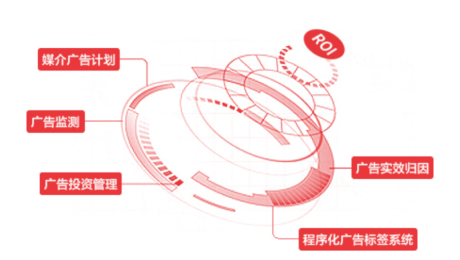 ROI
媒介广告计划
广告监测
广告实效归因
广告投资管理
程序化广告标签系统